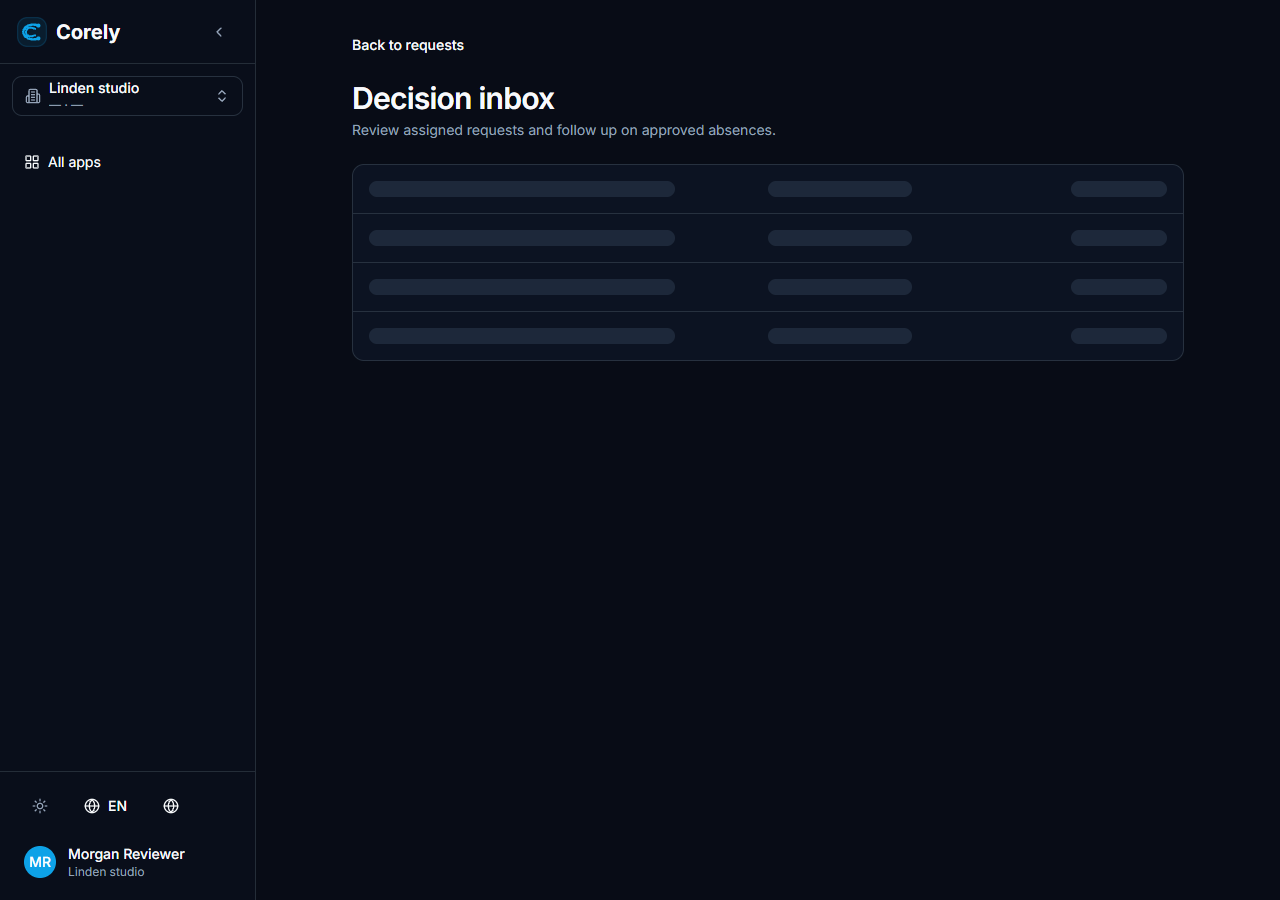 Corely
Linden studio
— · —
All apps
EN
MR
Morgan Reviewer
Linden studio
Back to requests
Decision inbox
Review assigned requests and follow up on approved absences.